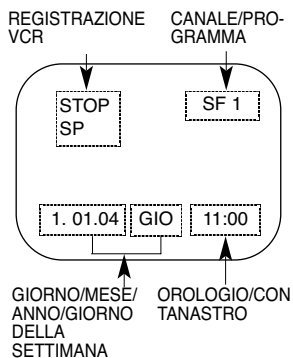 REGISTRAZIONE
VCR
CANALE/PRO-
GRAMMA
STOP
SP
SF 1
1. 01.04
GIO
11:00
GIORNO/MESE/
ANNO/GIORNO
DELLA
SETTIMANA
OROLOGIO/CON
TANASTRO